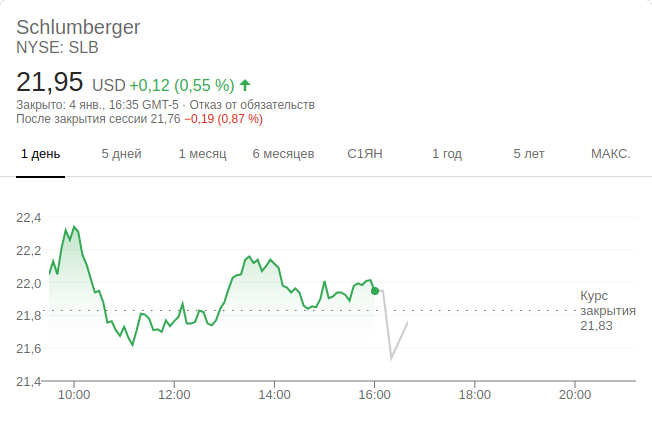 Schlumberger
NYSE: SLB
21,95 USD +0,12 (0,55 %)
Закрыто: 4 янв., 16:35 GMT-5 · Отказ от обязательств
После закрытия сессии 21,76 −0,19 (0,87 %)
1 день 5 дней 1 месяц 6 месяцев С1ЯН 1 год 5 лет МАКС.
22,4
22,2
22,0
21,8
21,6
21,4
Курс
закрытия
21,83
10:00 12:00 14:00 16:00 18:00 20:00